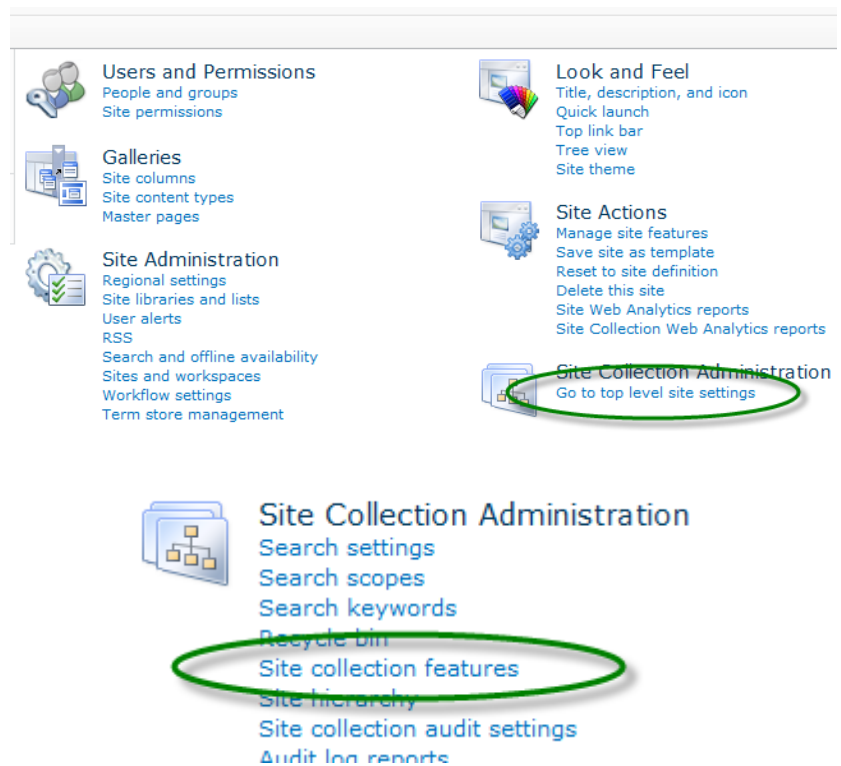 Users and Permissions
People and groups
Site permissions
Galleries
Site columns
Site content types
Master pages
Site Administration
Regional settings
Site libraries and lists
User alerts
RSS
Search and offline availability
Sites and workspaces
Workflow settings
Term store management
Look and Feel
Title, description, and icon
Quick launch
Top link bar
Tree view
Site theme
Site Actions
Manage site features
Save site as template
Reset to site definition
Delete this site
Site Web Analytics reports
Site Collection Web Analytics reports
Site Collection Administration
Go to top level site settings
Site Collection Administration
Search settings
Search scopes
Search keywords
Recycle bin
Site collection features
Site hierarchy
Site collection audit settings
Audit log reports